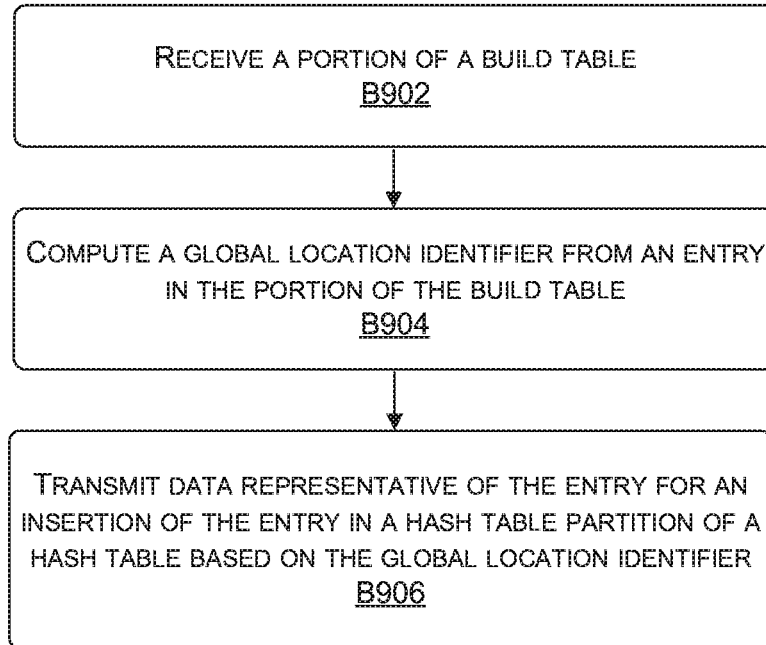 RECEIVE A PORTION OF A BUILD TABLE
B902
COMPUTE A GLOBAL LOCATION IDENTIFIER FROM AN ENTRY
IN THE PORTION OF THE BUILD TABLE
B904
TRANSMIT DATA REPRESENTATIVE OF THE ENTRY FOR AN
INSERTION OF THE ENTRY IN A HASH TABLE PARTITION OF A
HASH TABLE BASED ON THE GLOBAL LOCATION IDENTIFIER
B906